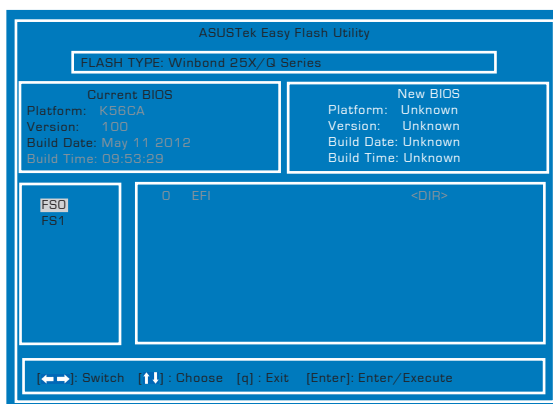 ASUSTek Easy Flash Utility
FLASH TYPE: Winbond 25X/Q Series
Current BIOS
Platform: K56CA
Version: 100
Build Date: May 11 2012
Build Time: 09:53:29
New BIOS
Platform: Unknown
Version: Unknown
Build Date: Unknown
Build Time: Unknown
FS0
FS1
0 EFI <DIR>
[←→]: Switch [↑↓] : Choose [q] : Exit [Enter]: Enter/Execute